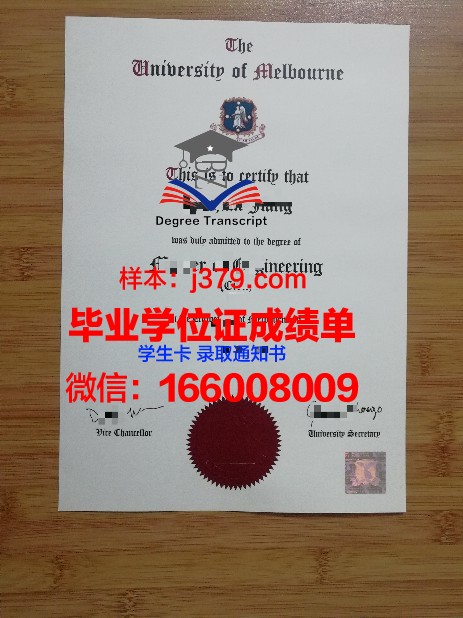 The
University of Melbourne
This is to certify that
Degree Transcript
was duly admitted to the degree of
样本：j379.com
毕业学位证成绩单
学生卡 录取通知书
微信：166008009
Vice Chancellor
University Secretary